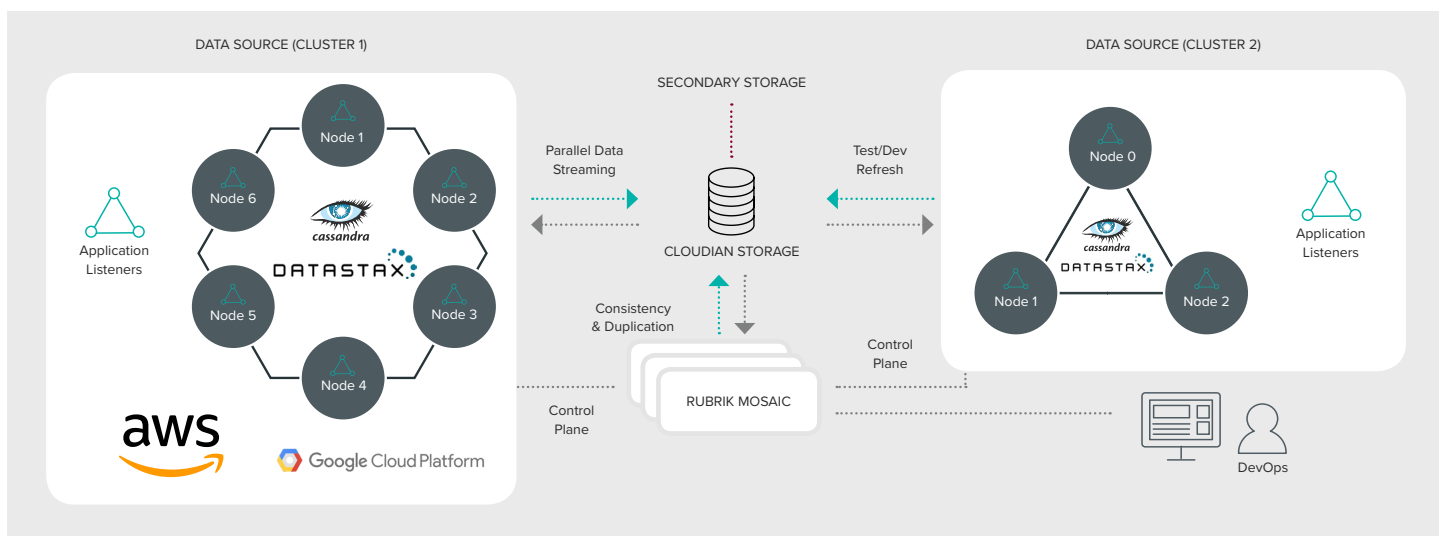 DATA SOURCE (CLUSTER 1)
Node 1
Node 2
Node 6
cassandra
DATASTAX
Application
Listeners
Node 5
Node 3
Node 4
aws
Google Cloud Platform
SECONDARY STORAGE
Parallel Data
Streaming
Test/Dev
Refresh
CLOUDIAN STORAGE
Consistency
& Duplication
Control
Plane
RUBRIK MOSAIC
Control
Plane
DATA SOURCE (CLUSTER 2)
Node 0
cassandra
DATASTAX
Node 1
Node 2
Application
Listeners
DevOps